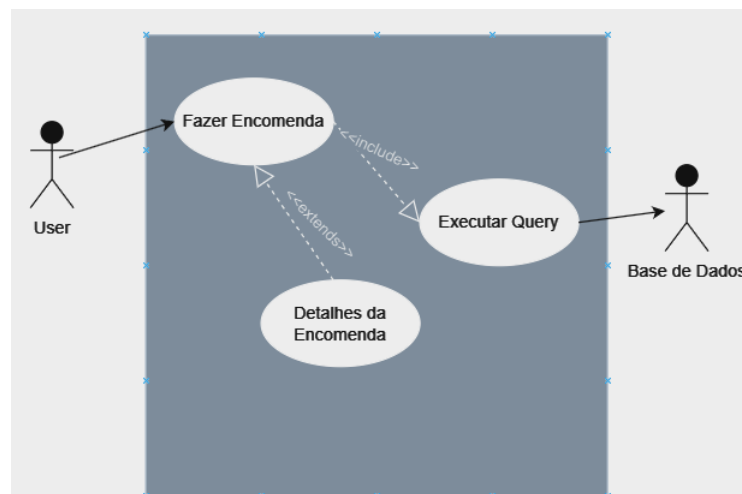 Fazer Encomenda
<<include>>
User
<<extends>>
Executar Query
Base de Dados
Detalhes da
Encomenda